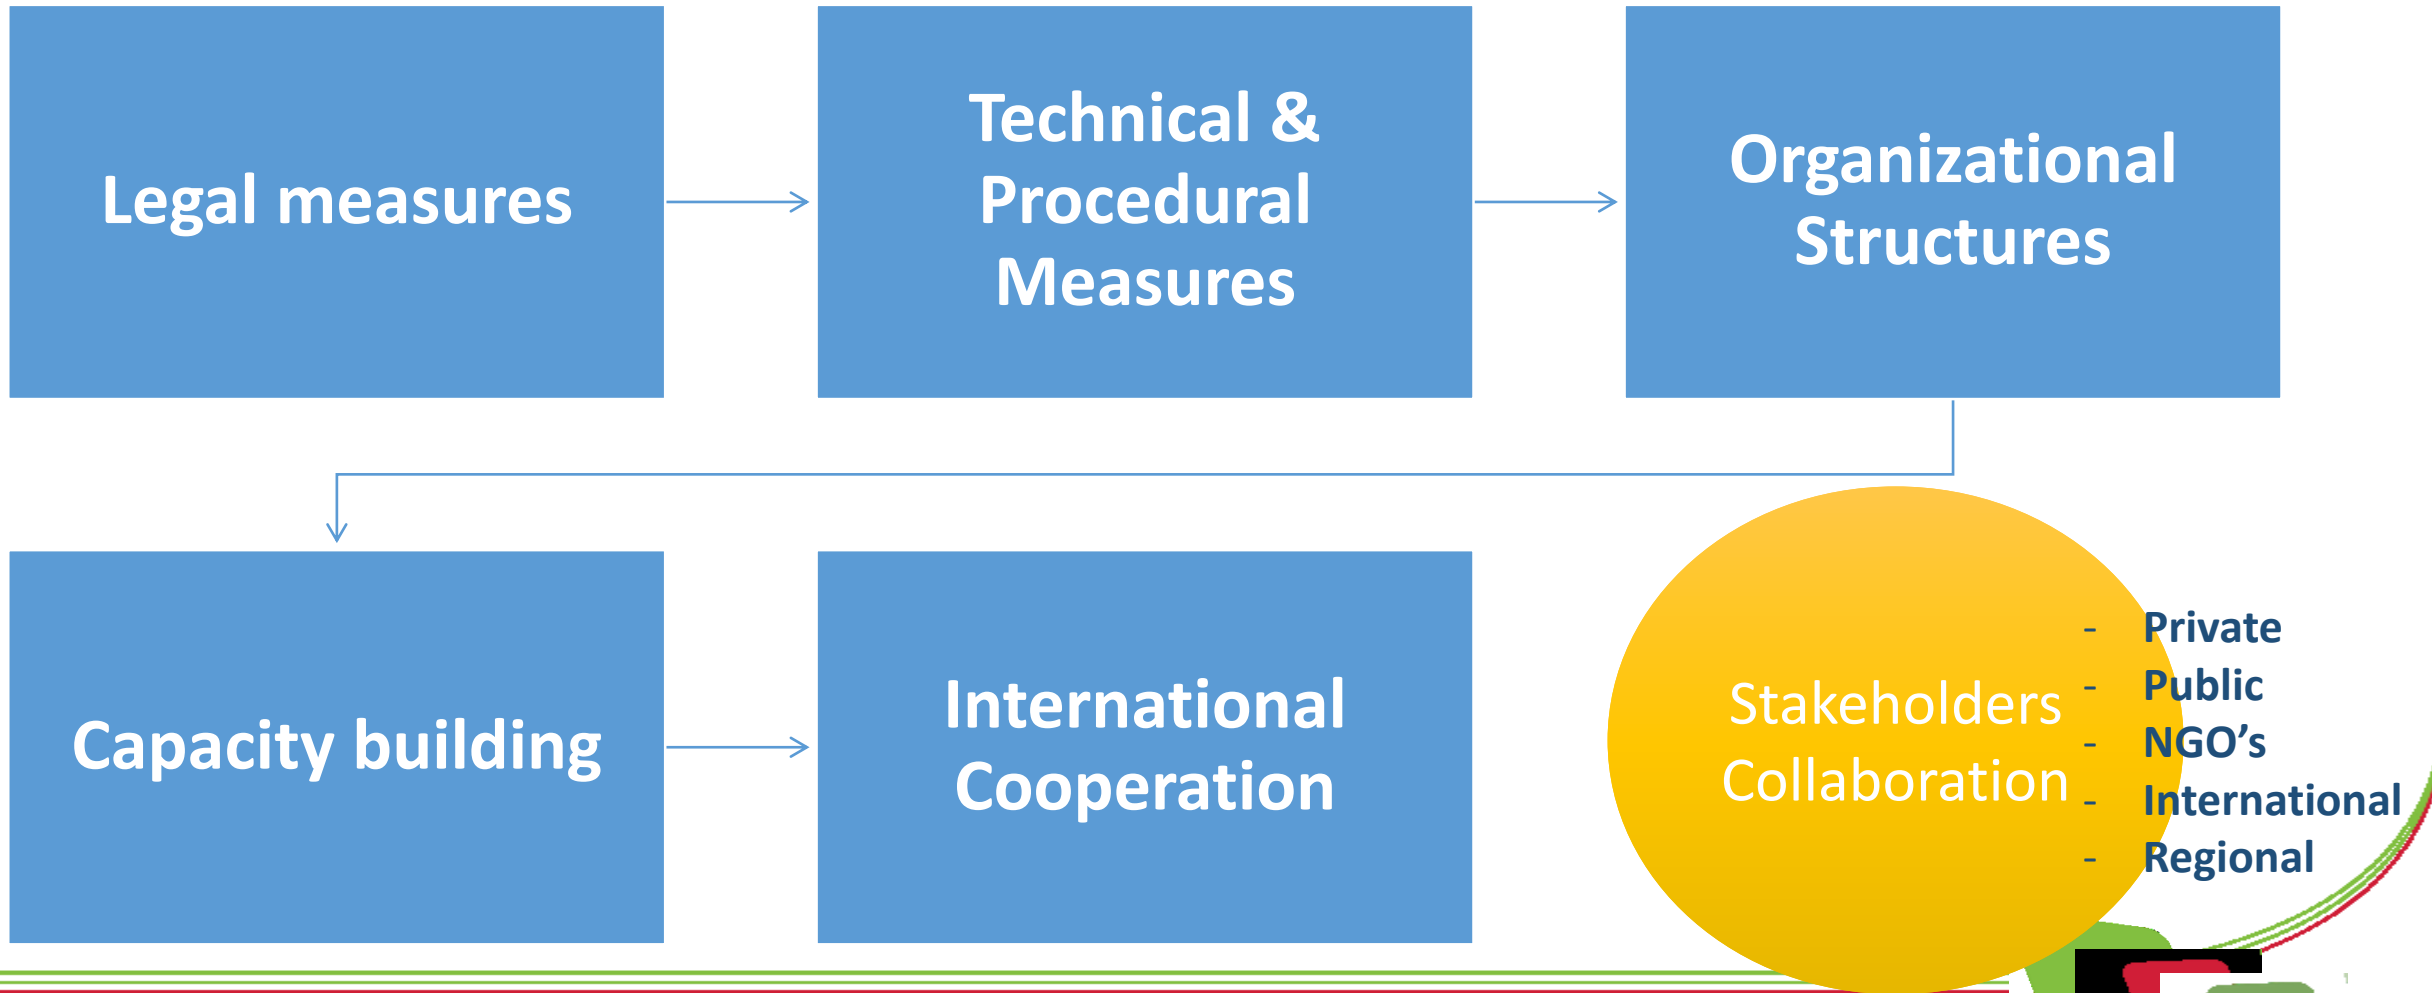 Legal measures
Technical &
Procedural
Measures
Organizational
Structures
Capacity building
International
Cooperation
Stakeholders
Collaboration
- Private
- Public
- NGO’s
- International
- Regional